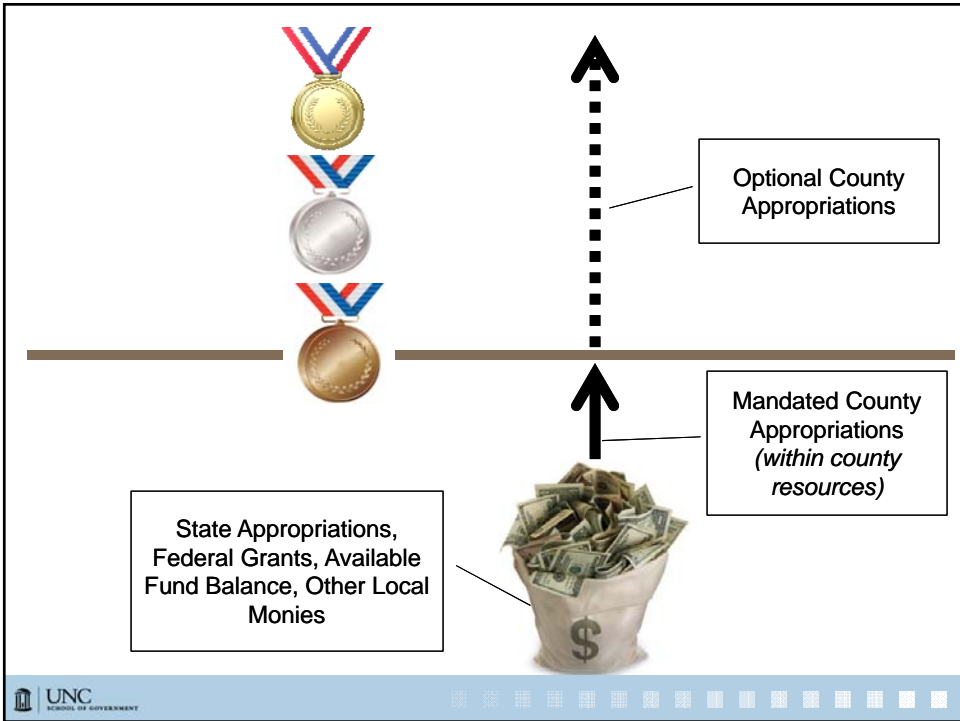 Optional County
Appropriations
Mandated County
Appropriations
(within county
resources)
State Appropriations,
Federal Grants, Available
Fund Balance, Other Local
Monies
$
UNC
SCHOOL OF GOVERNMENT